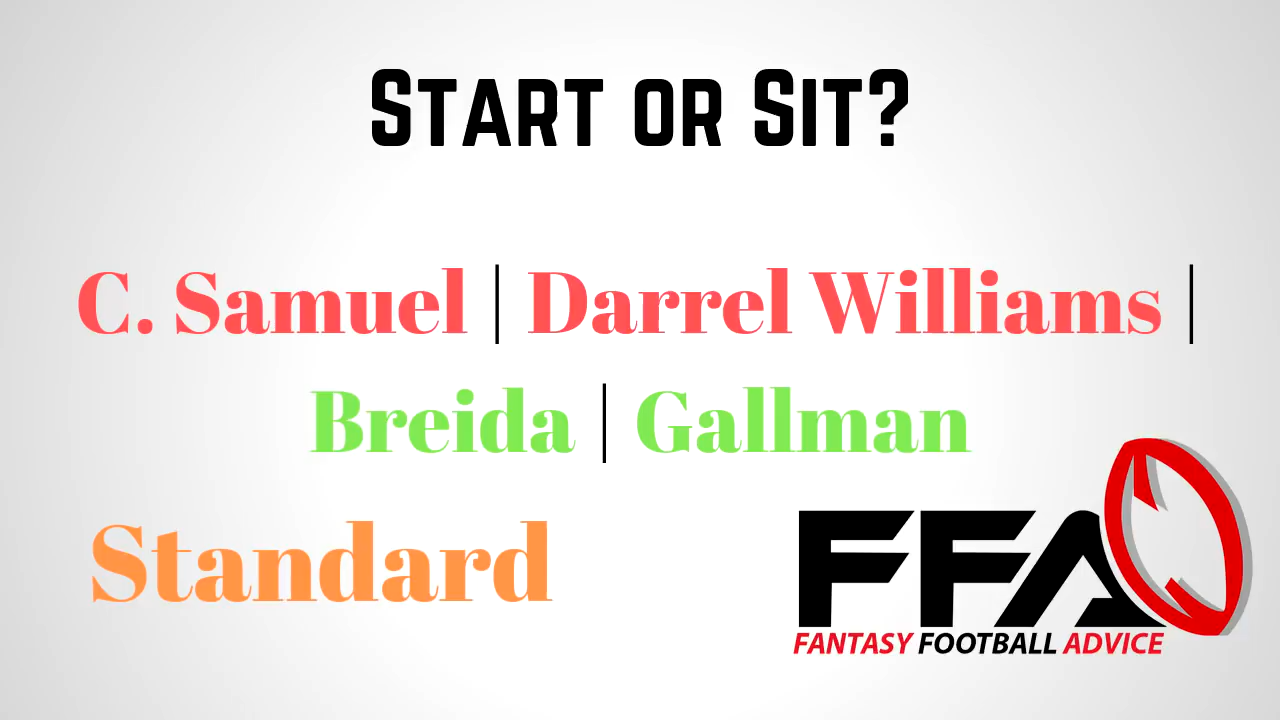 Start or Sit?
C. Samuel | Darrel Williams |
Breida | Gallman
Standard
FFA
FANTASY FOOTBALL ADVICE